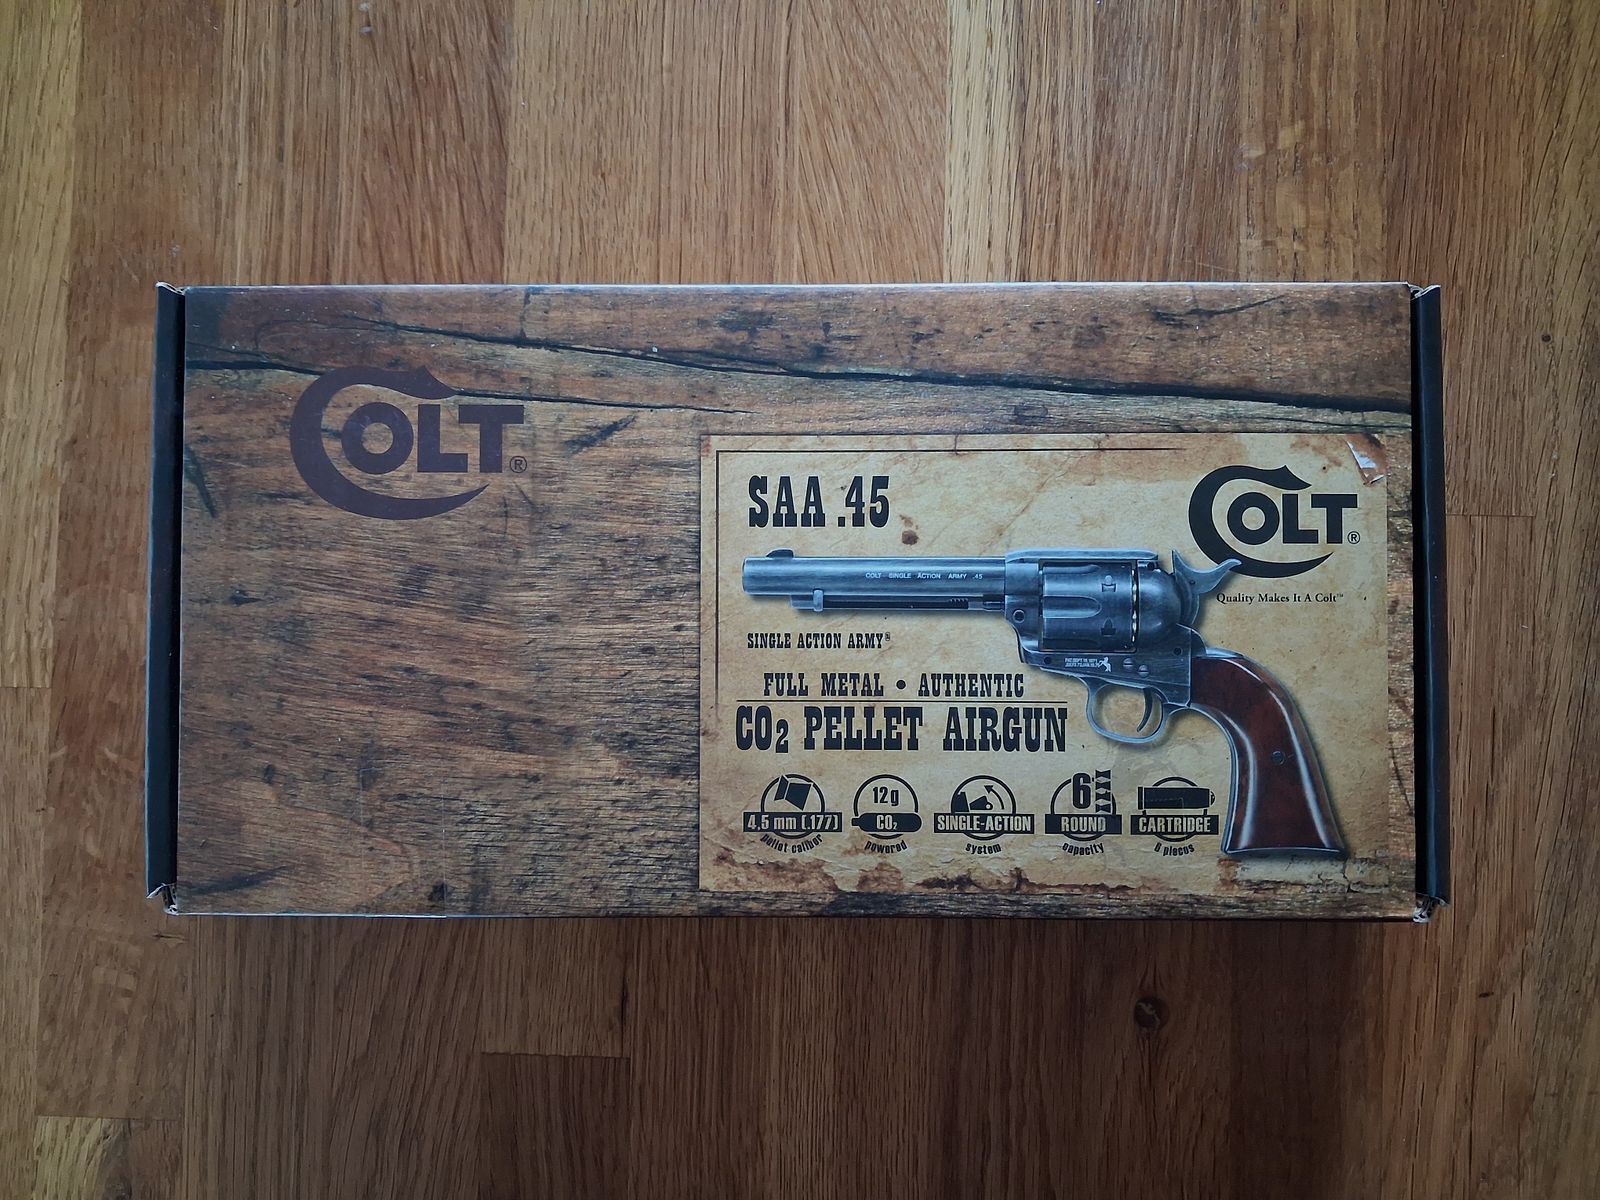 COLT®
SAA .45
COLT®
Quality Makes It A Colt™
COLT SINGLE ACTION ARMY .45
SINGLE ACTION ARMY®
FULL METAL • AUTHENTIC
CO2 PELLET AIRGUN
4,5 mm (.177)
pellet caliber
12g
CO2
powered
SINGLE-ACTION
system
6
ROUND
capacity
CARTRIDGE
6 pieces